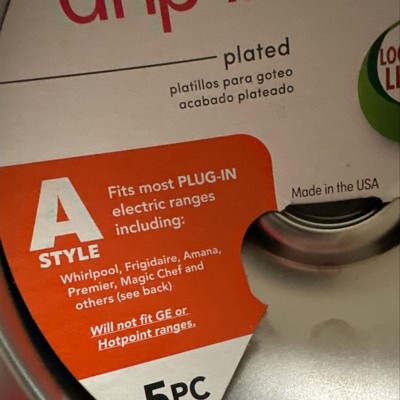 drip
plated
platillos para goteo
acabado plateado
Made in the USA
A
STYLE
Fits most PLUG-IN
electric ranges
including:
Whirlpool, Frigidaire, Amana,
Premier, Magic Chef and
others (see back)
Will not fit GE or
Hotpoint ranges.
5PC